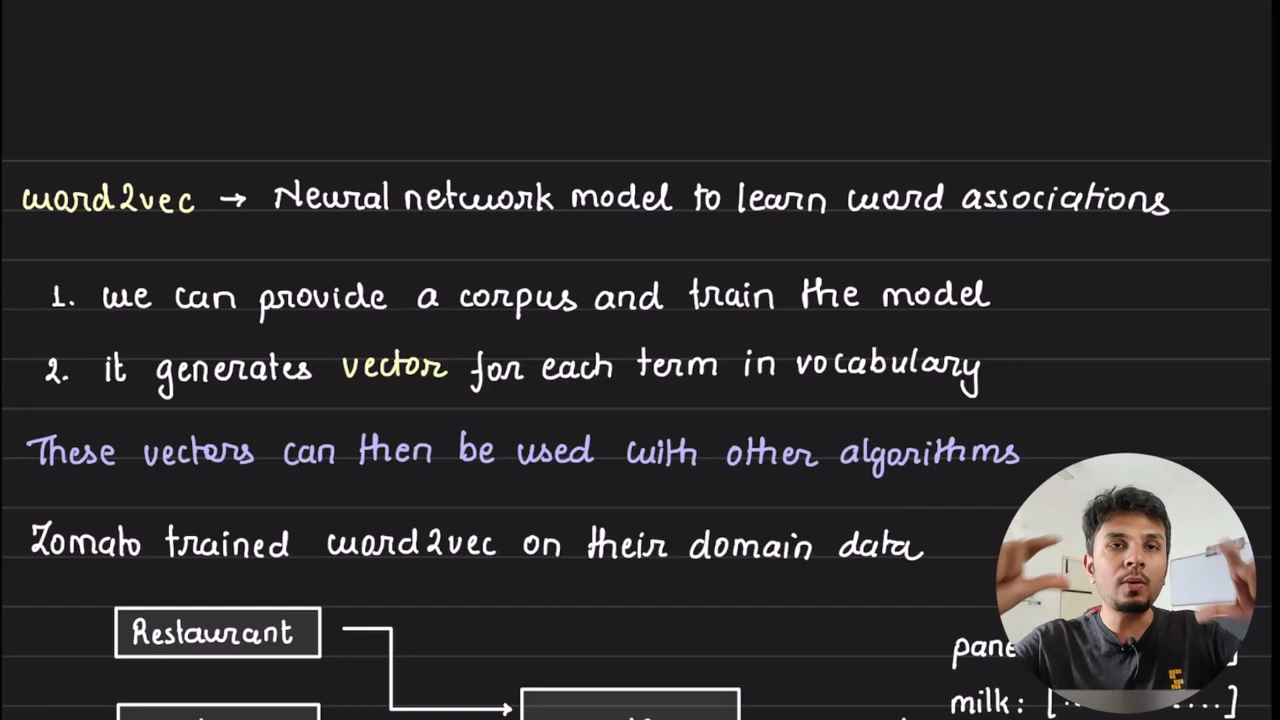 word2vec → Neural network model to learn word associations
1. we can provide a corpus and train the model
2. it generates vector for each term in vocabulary
These vectors can then be used with other algorithms
Zomato trained word2vec on their domain data
Restaurant
milk: [.. ....]